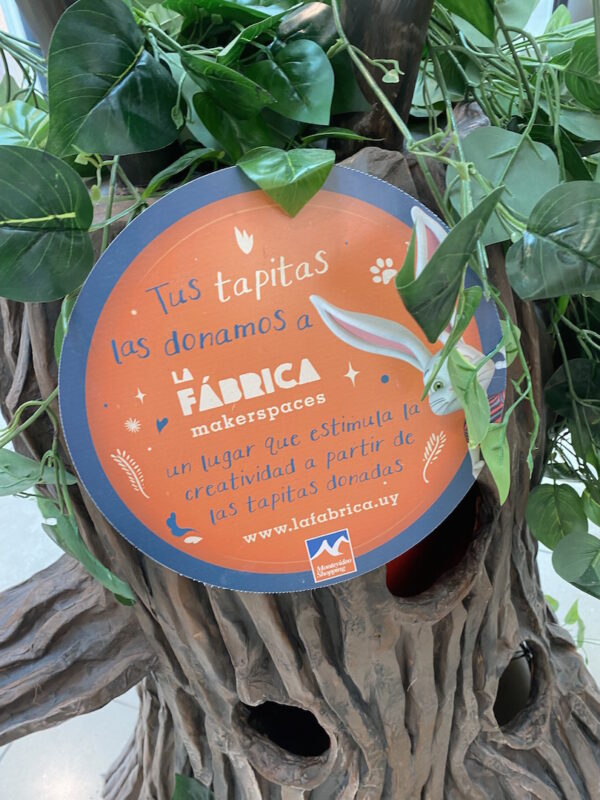 Tus tapitas
las donamos a
LA
FÁBRICA
makerspaces
un lugar que estimula la
creatividad a partir de
las tapitas donadas
www.lafabrica.uy
Montevideo
Shopping